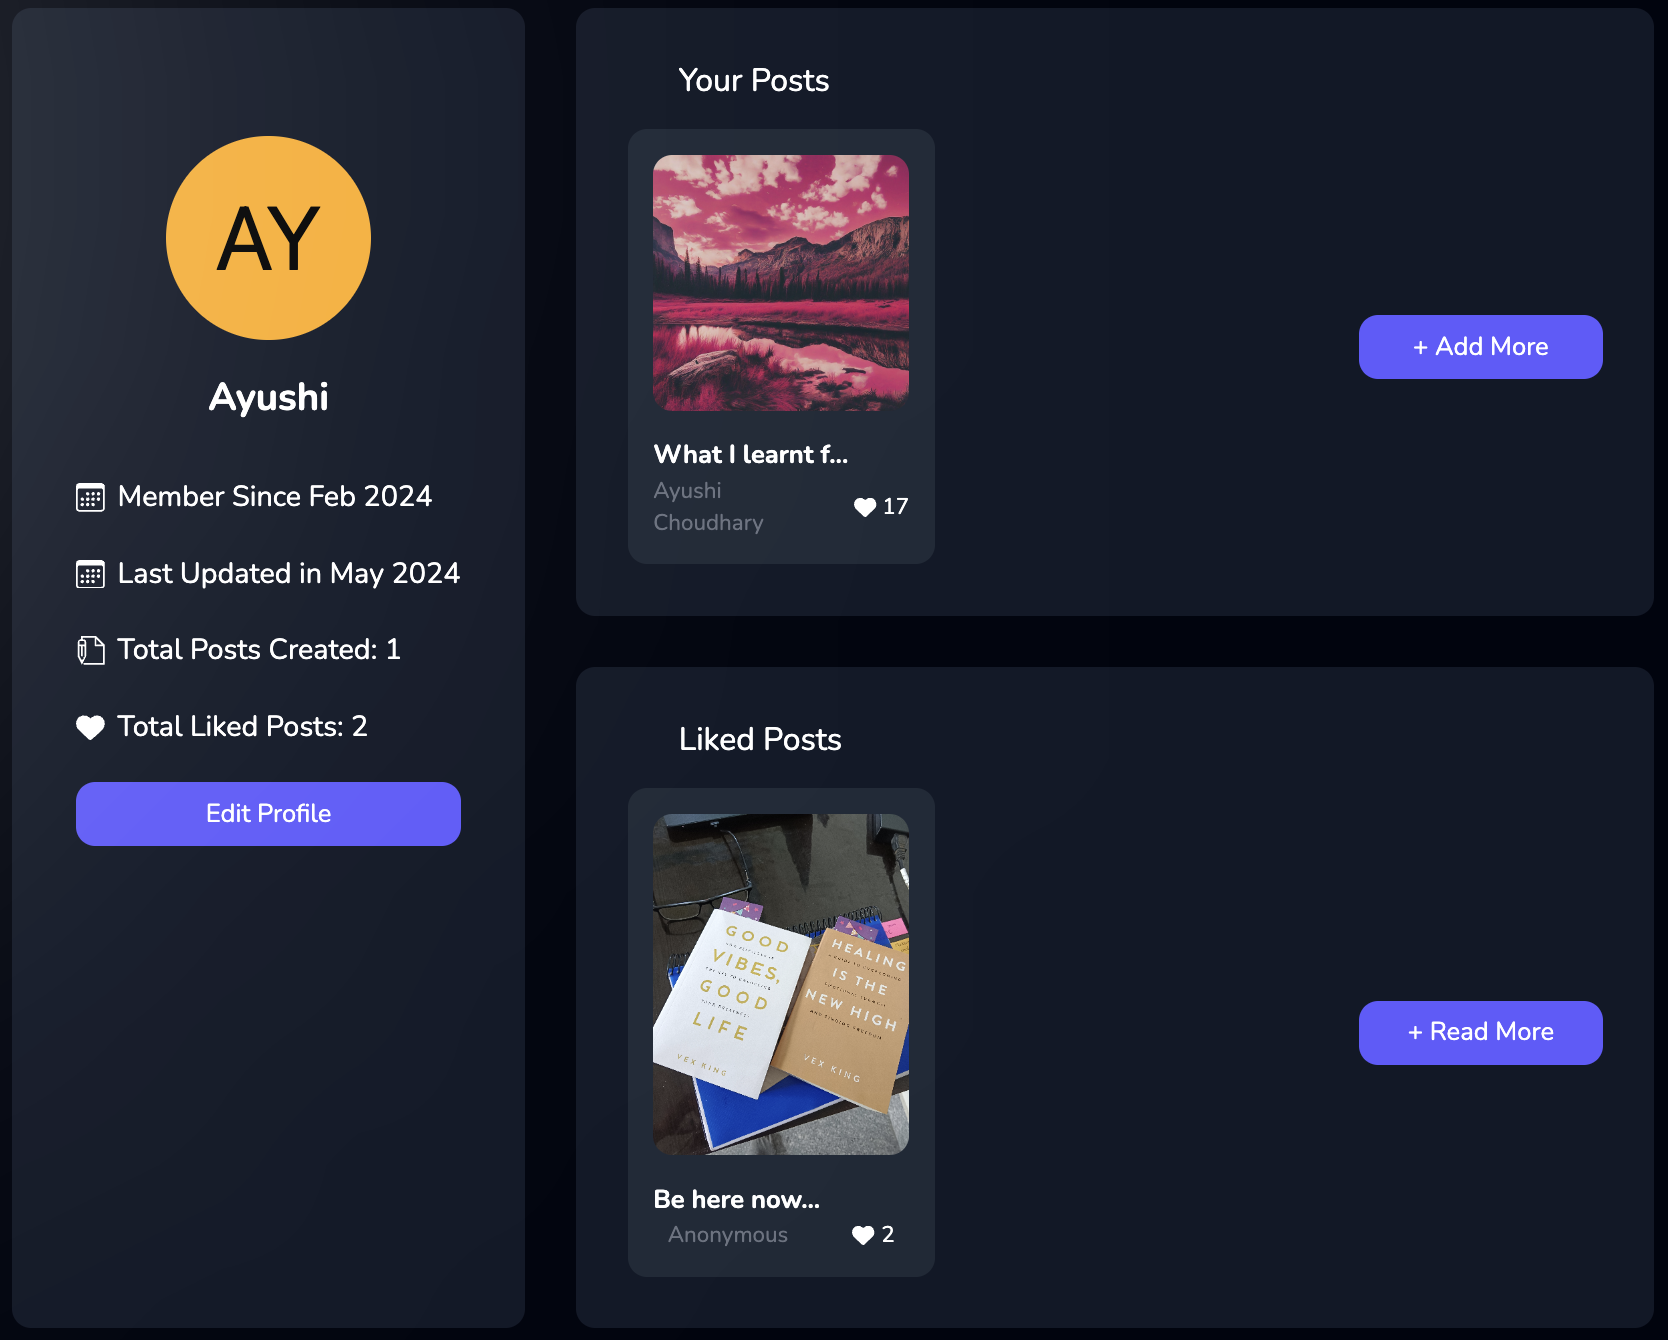 AY
Ayushi
Member Since Feb 2024
Last Updated in May 2024
Total Posts Created: 1
Total Liked Posts: 2
Edit Profile
Your Posts
What I learnt f...
Ayushi
Choudhary
17
+ Add More
Liked Posts
GOOD
VIBES,
GOOD
LIFE
VEX KING
HEALING
IS THE
NEW HIGH
VEX KING
Be here now...
Anonymous
2
+ Read More